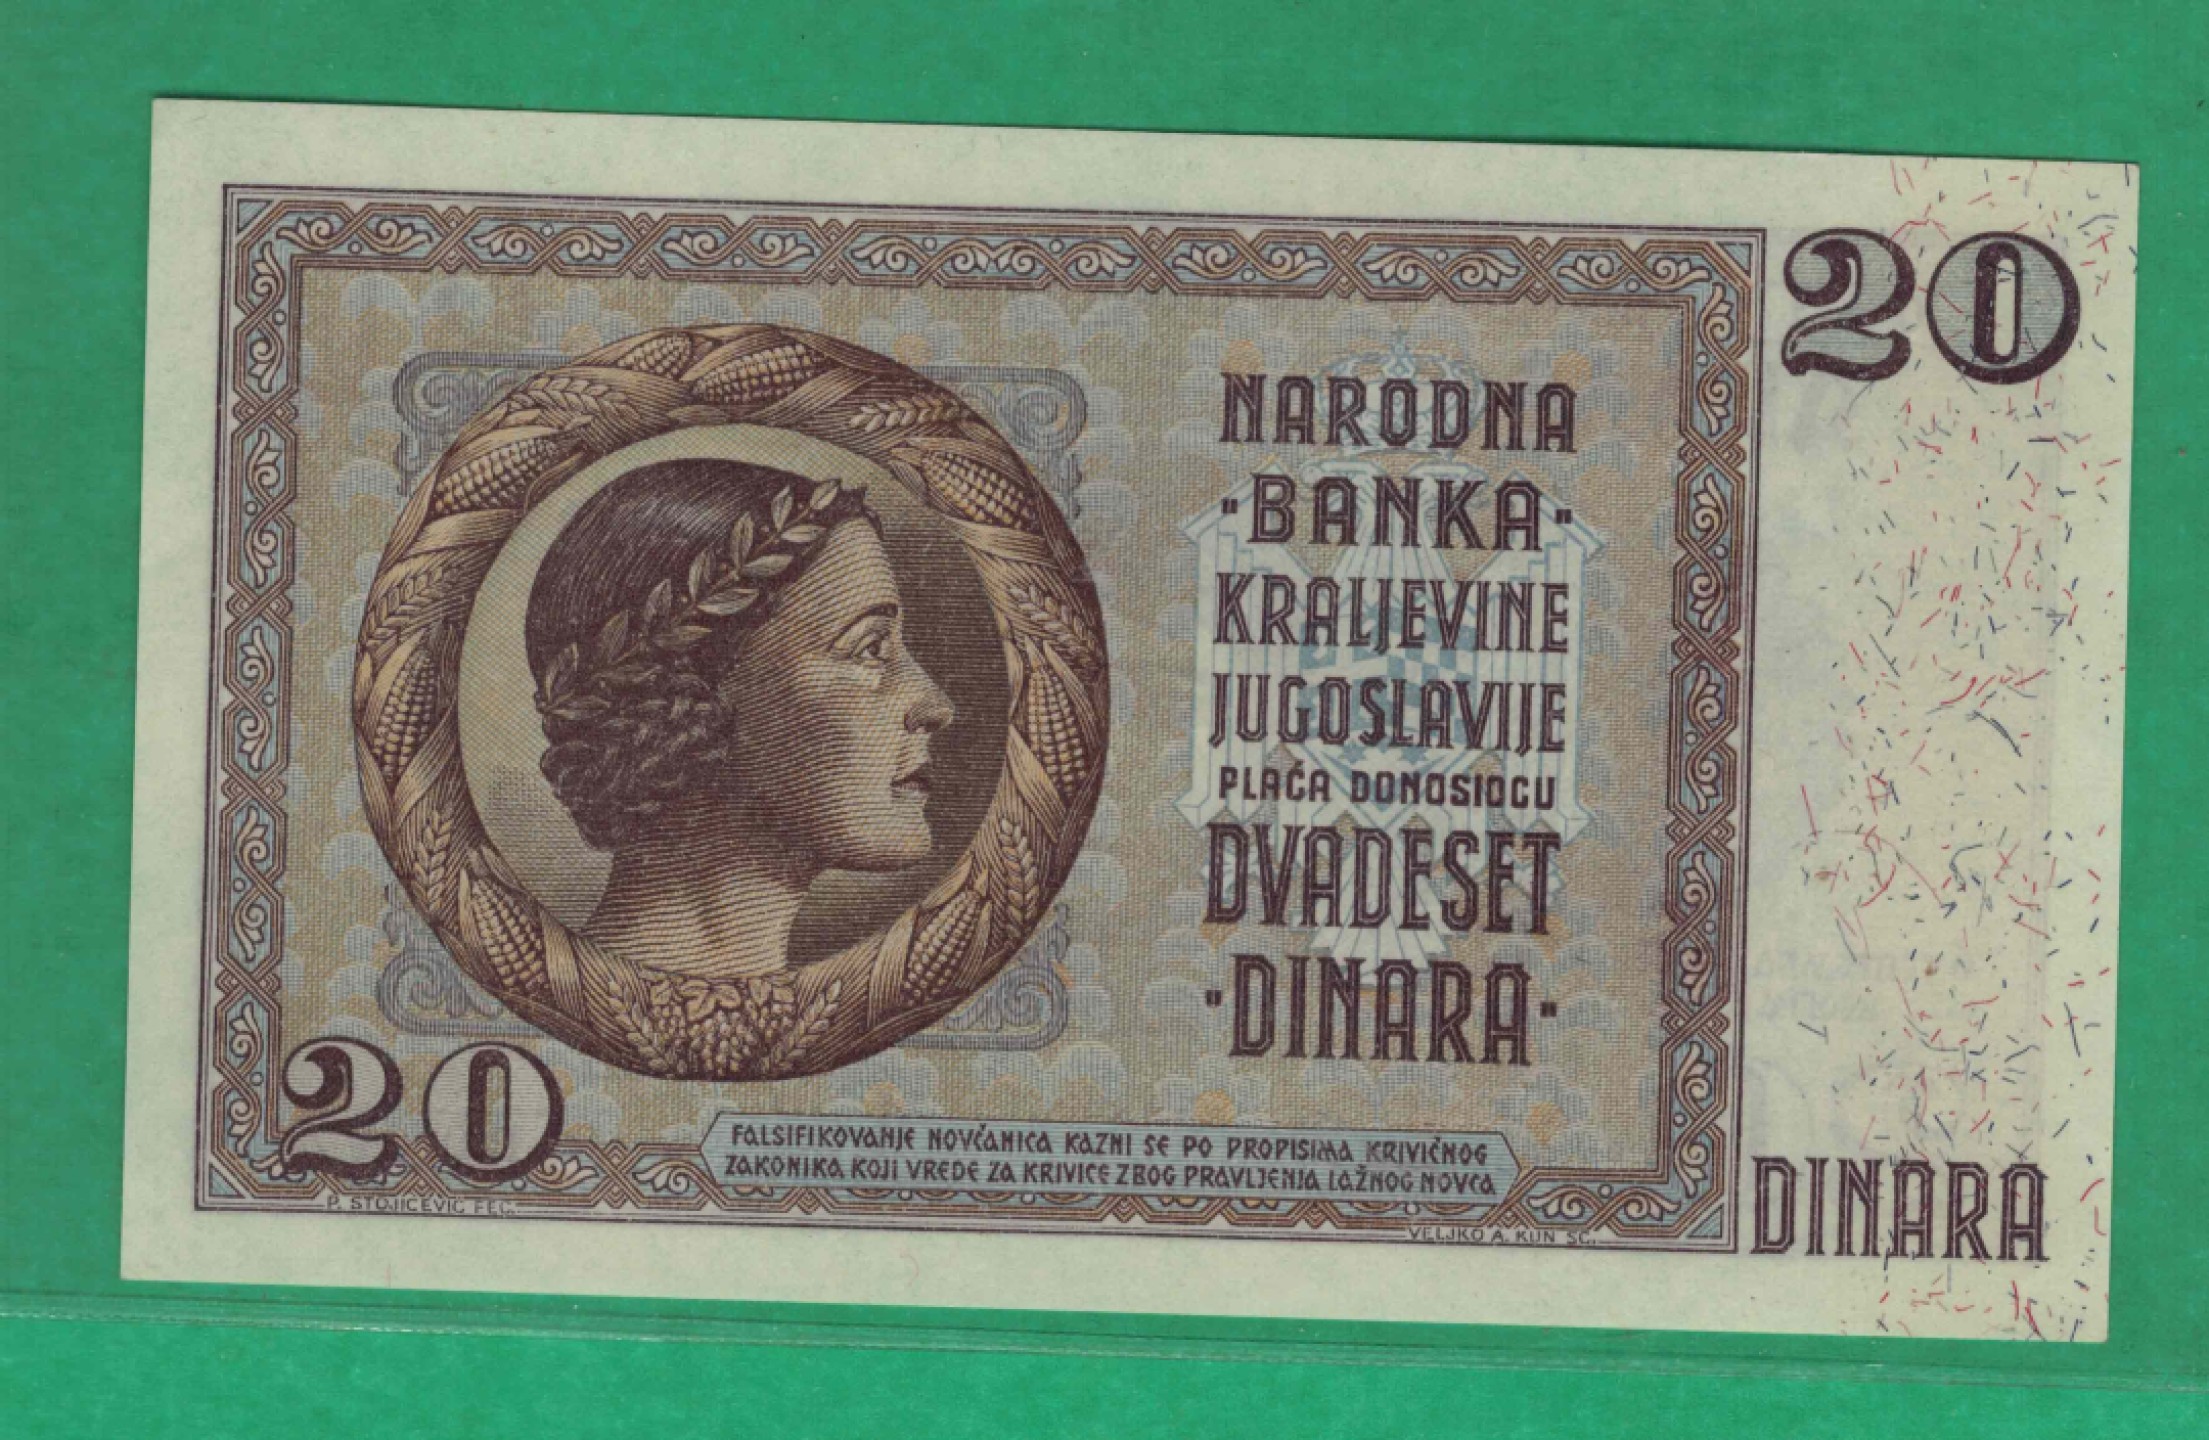 20
NARODNA
·BANKA·
KRALJEVINE
JUGOSLAVIJE
PLAĆA DONOSIOCU
DVADESET
·DINARA·
20
FALSIFIKOVANJE NOVČANICA KAZNI SE PO PROPISIMA KRIVIČNOG
ZAKONIKA KOJI VREDE ZA KRIVICE ZBOG PRAVLJENJA LAŽNOG NOVCA
DINARA
P. STOJIĆEVIĆ FEC.
VELJKO A. KUN SC.